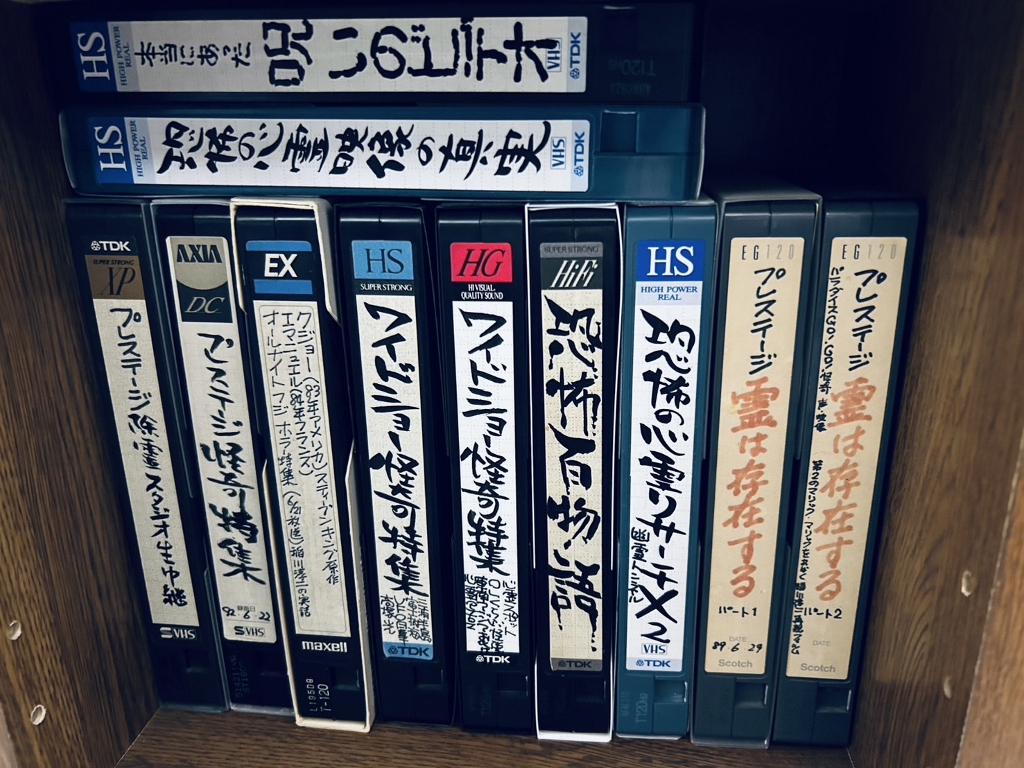 HS
HIGH POWER
REAL
本当にあった
呪いのビデオ
VHS
TDK
T120
HS
HIGH POWER
REAL
恐怖の心霊映像の真実
VHS
TDK
TDK
SUPER STRONG
XP
プレステージ除霊スタジオ生中継
S VHS
AXIA
DC
プレステージ怪奇特集
S VHS
EX
クジョー(83年アメリカ)スティーブンキング原作
エマニュエル(84年フランス)
オールナイトフジ ホラー特集
稲川淳二の実話
maxell
L195DB
T-120
HS
SUPER STRONG
ワイドショー怪奇特集
TDK
HG
HI VISUAL
QUALITY SOUND
ワイドショー怪奇特集
TDK
SUPER STRONG
HiFi
恐怖百物語
TDK
HS
HIGH POWER
REAL
恐怖の心霊リサーチX2
幽霊トンネル
VHS
TDK
EG120
プレステージ
霊は存在する
パート1
DATE
89 6 29
Scotch
EG120
プレステージ
霊は存在する
パート2
DATE
Scotch